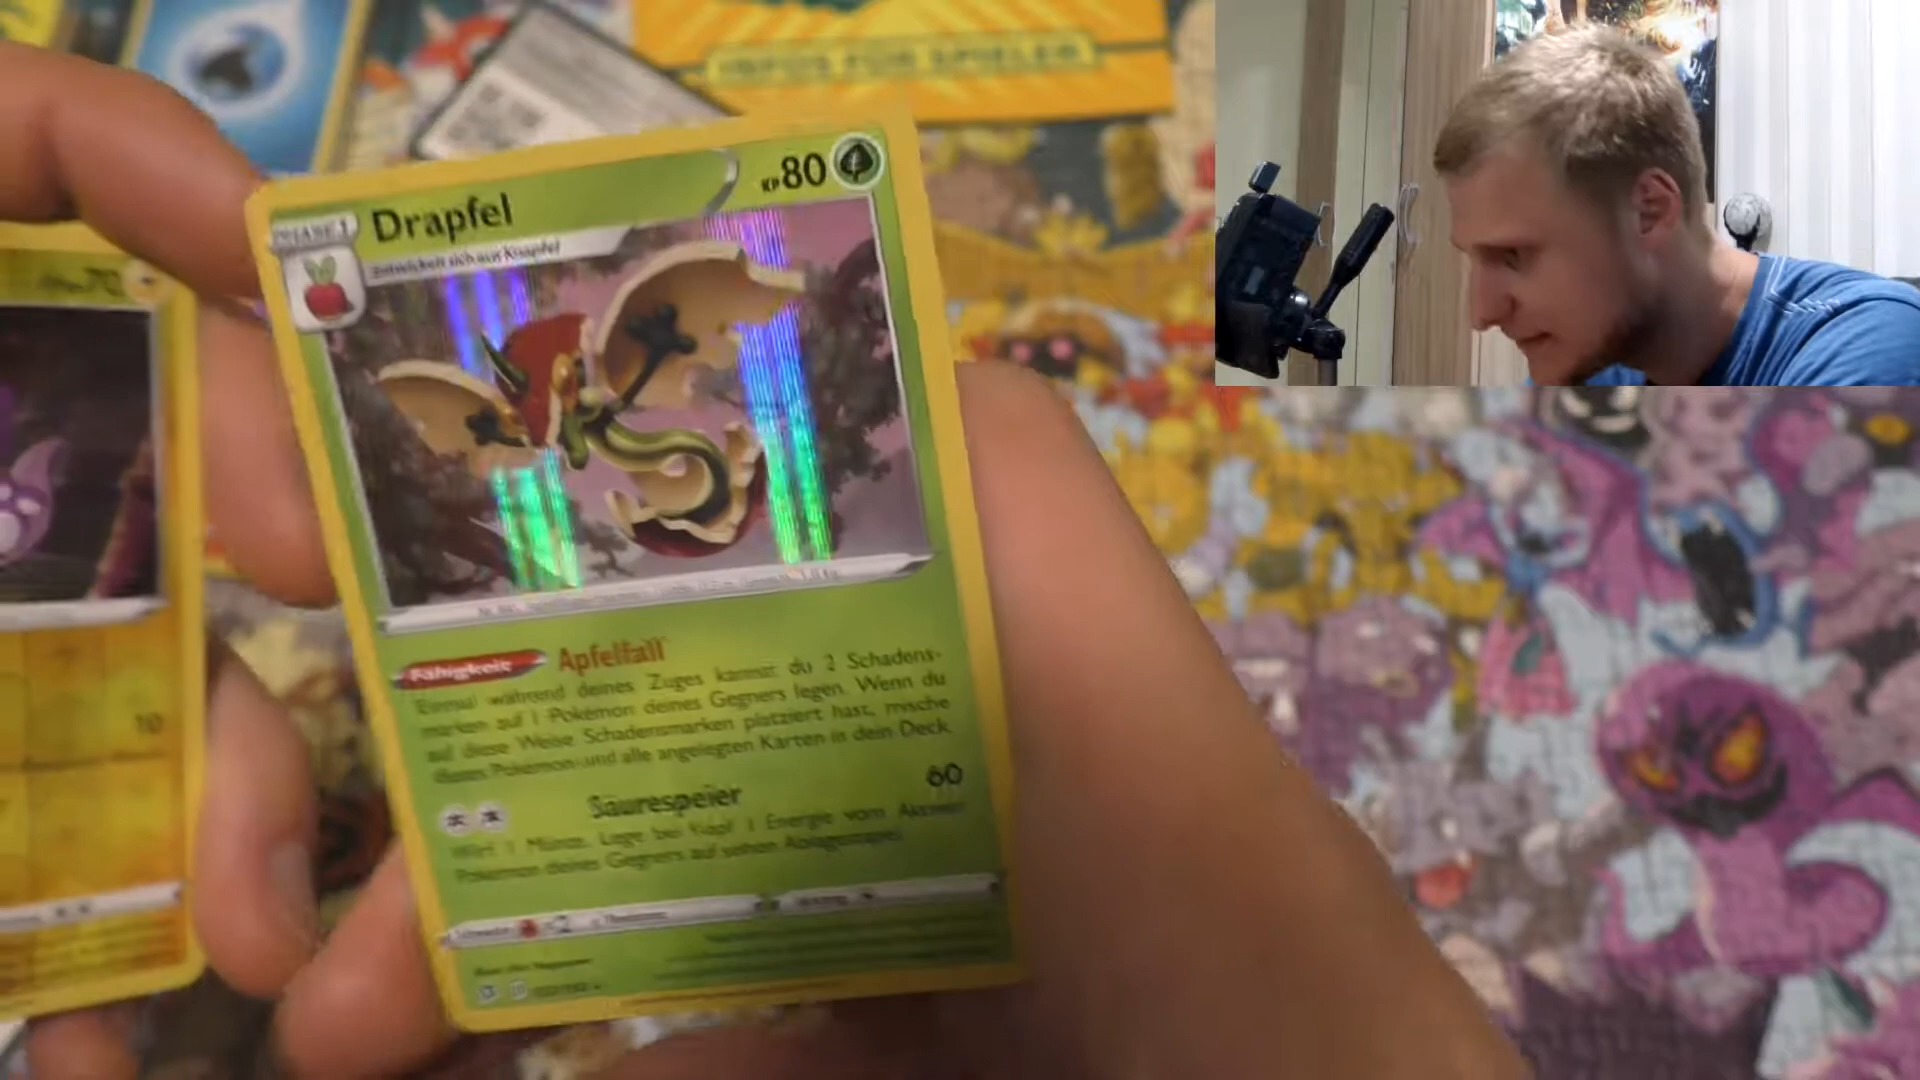 INFOS FÜR SPIELER
PHASE 1
Drapfel
KP 80
Entwickelt sich aus Knapfel
Fähigkeit Apfelfall
Einmal während deines Zuges kannst du 2 Schadens-
marken auf 1 Pokémon deines Gegners legen. Wenn du
auf diese Weise Schadensmarken platziert hast, mische
dieses Pokémon und alle angelegten Karten in dein Deck.
Säurespeier
60
Wirf 1 Münze. Lege bei Kopf 1 Energie vom Aktiven
Pokémon deines Gegners auf seinen Ablagestapel.
Schwäche
10